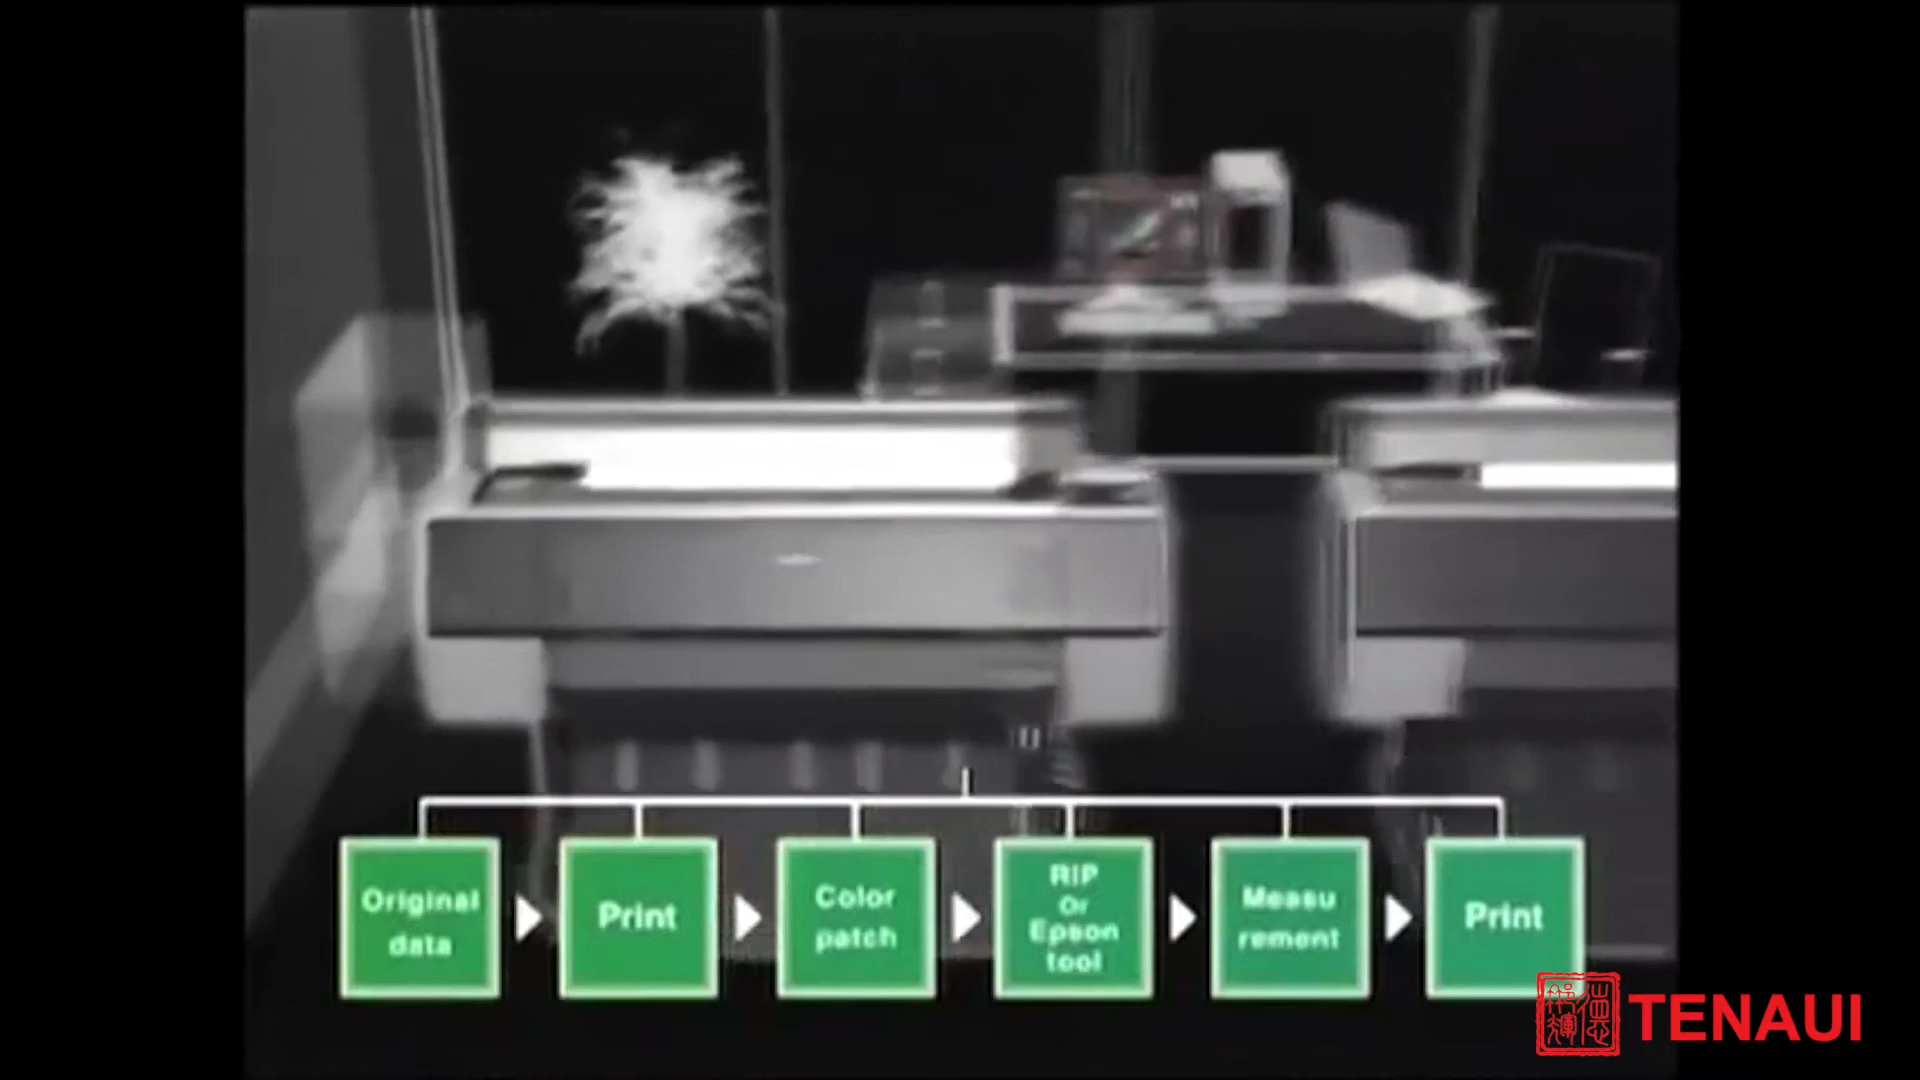 Original
data
Print
Color
patch
RIP
Or
Epson
tool
Measu
rement
Print
TENAUI